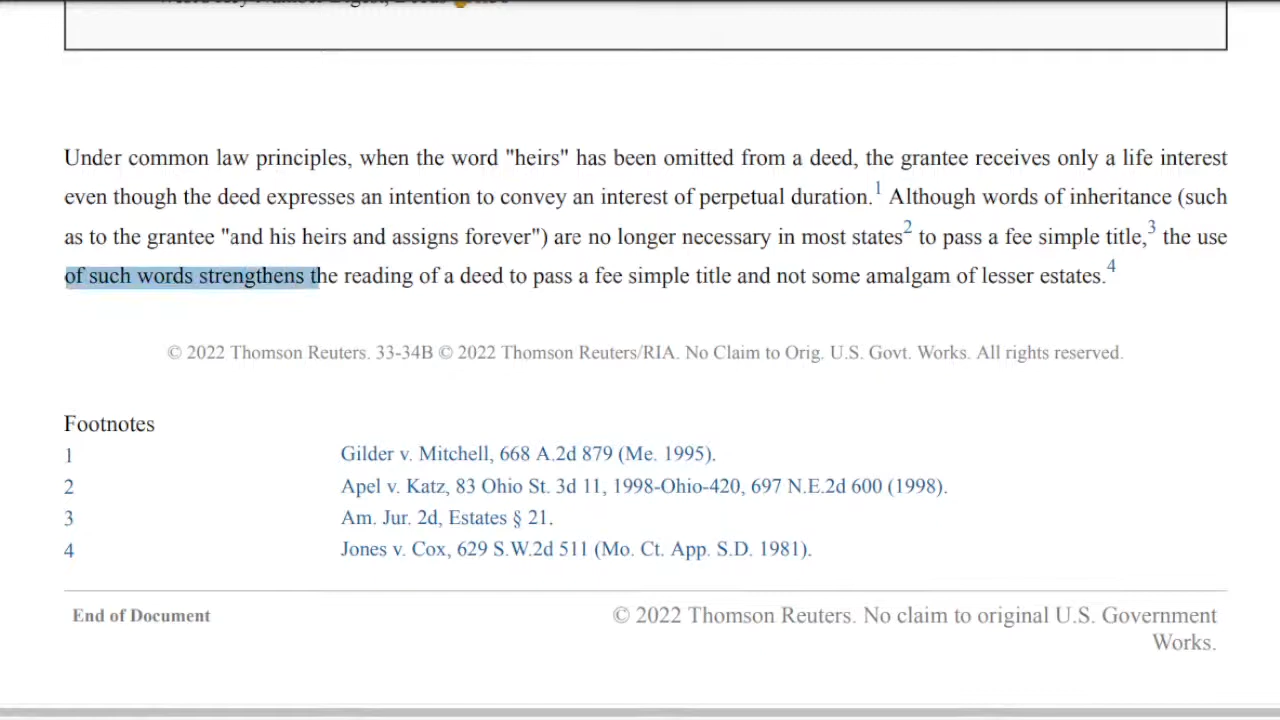 Under common law principles, when the word "heirs" has been omitted from a deed, the grantee receives only a life interest
even though the deed expresses an intention to convey an interest of perpetual duration.1 Although words of inheritance (such
as to the grantee "and his heirs and assigns forever") are no longer necessary in most states2 to pass a fee simple title,3 the use
of such words strengthens the reading of a deed to pass a fee simple title and not some amalgam of lesser estates.4
© 2022 Thomson Reuters. 33-34B © 2022 Thomson Reuters/RIA. No Claim to Orig. U.S. Govt. Works. All rights reserved.
Footnotes
1 Gilder v. Mitchell, 668 A.2d 879 (Me. 1995).
2 Apel v. Katz, 83 Ohio St. 3d 11, 1998-Ohio-420, 697 N.E.2d 600 (1998).
3 Am. Jur. 2d, Estates § 21.
4 Jones v. Cox, 629 S.W.2d 511 (Mo. Ct. App. S.D. 1981).
End of Document © 2022 Thomson Reuters. No claim to original U.S. Government
Works.